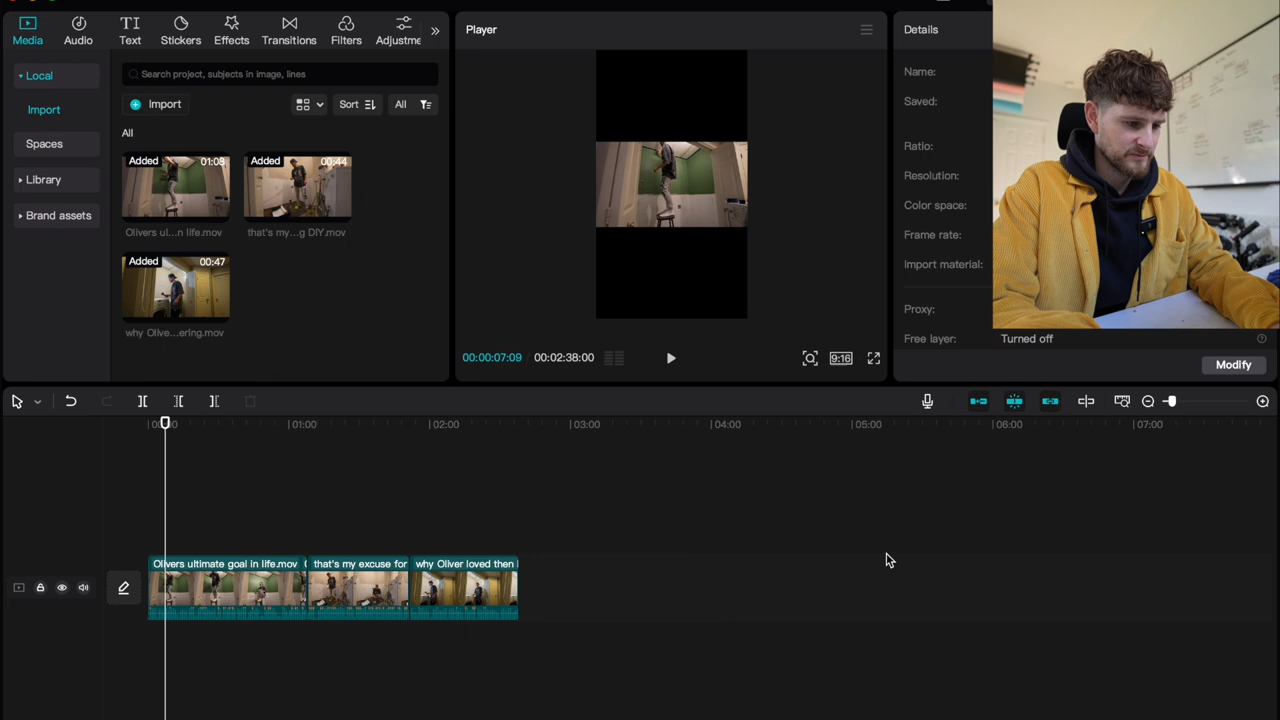 Media Audio Text Stickers Effects Transitions Filters Adjustme
Player
Details
Local
Import
Spaces
Library
Brand assets
Search project, subjects in image, lines
Import
Sort
All
All
Added 01:08
Added 00:44
Olivers ul...n life.mov
that's my...g DIY.mov
Added 00:47
why Olive...ering.mov
00:00:07:09 00:02:38:00
9:16
Name:
Saved:
Ratio:
Resolution:
Color space:
Frame rate:
Import material:
Proxy:
Free layer: Turned off
Modify
01:00 02:00 03:00 04:00 05:00 06:00 07:00
Olivers ultimate goal in life.mov
that's my excuse for
why Oliver loved then